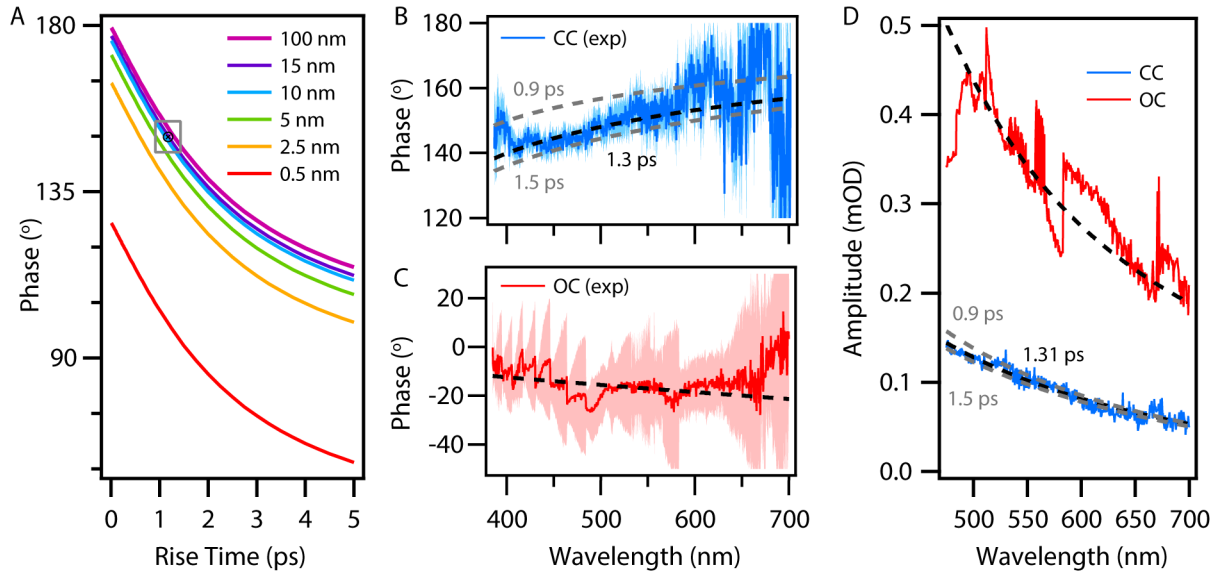 A
180
135
90
Phase (º)
0 1 2 3 4 5
Rise Time (ps)
100 nm
15 nm
10 nm
5 nm
2.5 nm
0.5 nm
B
180
160
140
120
Phase (º)
CC (exp)
0.9 ps
1.3 ps
1.5 ps
C
20
0
-20
-40
Phase (º)
OC (exp)
400 500 600 700
Wavelength (nm)
D
0.5
0.4
0.3
0.2
0.1
0.0
Amplitude (mOD)
CC
OC
0.9 ps
1.31 ps
1.5 ps
500 550 600 650 700
Wavelength (nm)